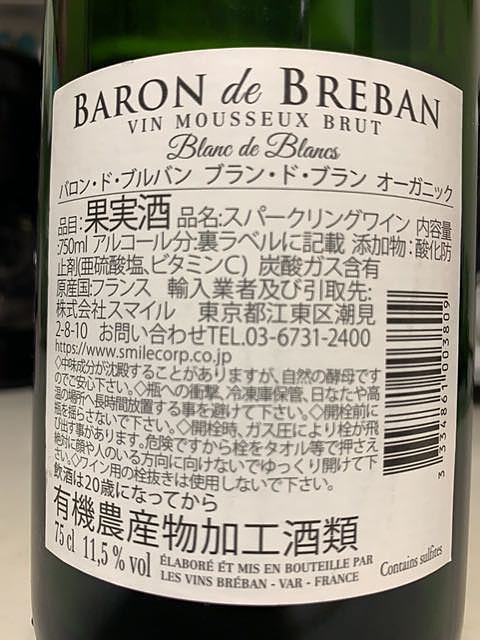 BARON de BREBAN
VIN MOUSSEUX BRUT
Blanc de Blancs
バロン・ド・ブルバン ブラン・ド・ブラン オーガニック
品目:果実酒 品名:スパークリングワイン 内容量
:750ml アルコール分:裏ラベルに記載 添加物:酸化防
止剤(亜硫酸塩、ビタミンC) 炭酸ガス含有
原産国:フランス 輸入業者及び引取先:
株式会社スマイル 東京都江東区潮見
2-8-10 お問い合わせTEL.03-6731-2400
https://www.smilecorp.co.jp
◇中味成分が沈殿することがありますが、自然の酵母です
のでご安心下さい。◇瓶への衝撃、冷凍庫保管、日なたや高
温の場所へ長時間放置する事を避けて下さい。◇開栓前に
瓶を揺らさないで下さい。◇開栓時、ガス圧により栓が飛
び出す事があります。危険ですから栓をタオル等で押さえ
絶対に顔や人のいる方向に向けないでゆっくり開けて下
さい。◇ワイン用の栓抜きは使用しないで下さい。
飲酒は20歳になってから
有機農産物加工酒類
75 cl 11,5 % vol
ÉLABORÉ ET MIS EN BOUTEILLE PAR
LES VINS BRÉBAN - VAR - FRANCE
Contains sulfites
3 334861 003809